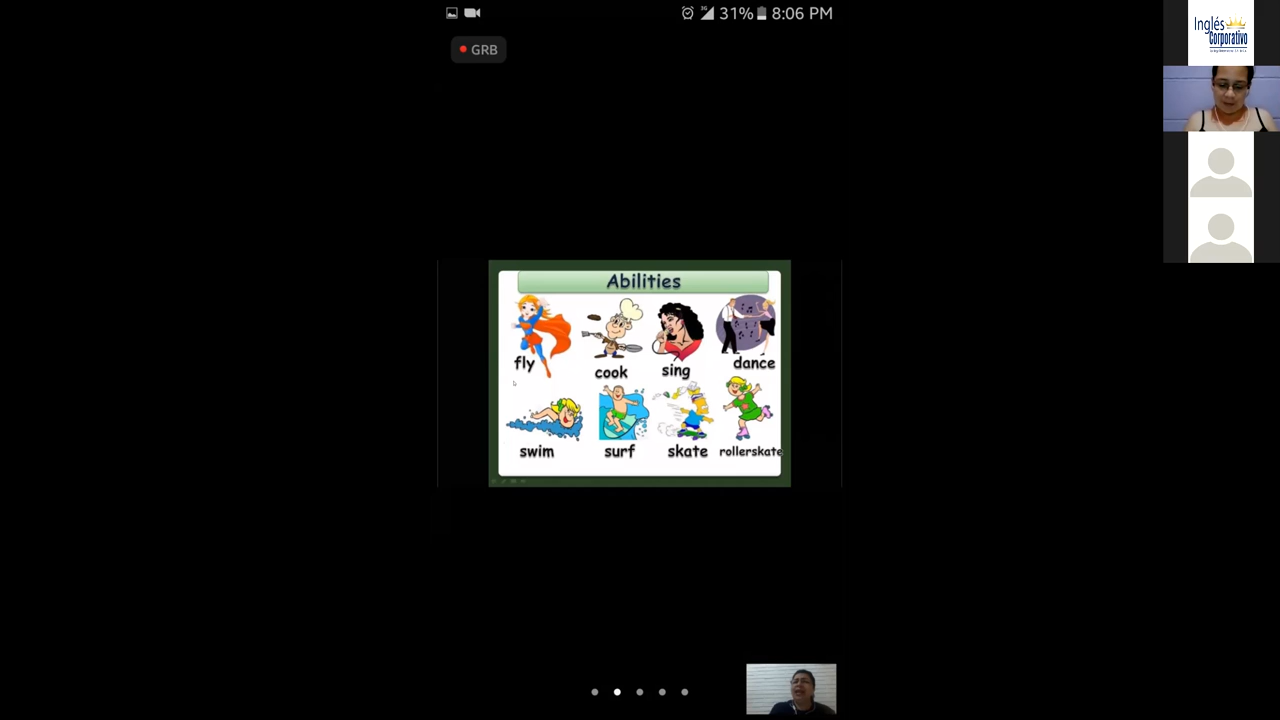 31% 8:06 PM
GRB
Inglés
Corporativo
Abilities
fly
cook
sing
dance
swim
surf
skate
rollerskate